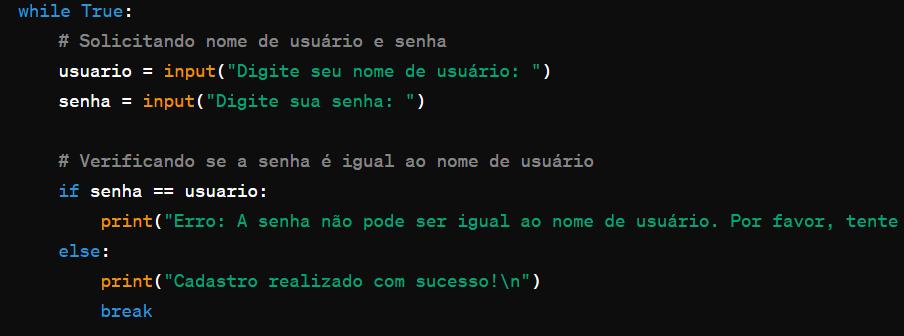 while True:
    # Solicitando nome de usuário e senha
    usuario = input("Digite seu nome de usuário: ")
    senha = input("Digite sua senha: ")
    # Verificando se a senha é igual ao nome de usuário
    if senha == usuario:
        print("Erro: A senha não pode ser igual ao nome de usuário. Por favor, tente
    else:
        print("Cadastro realizado com sucesso!\n")
        break